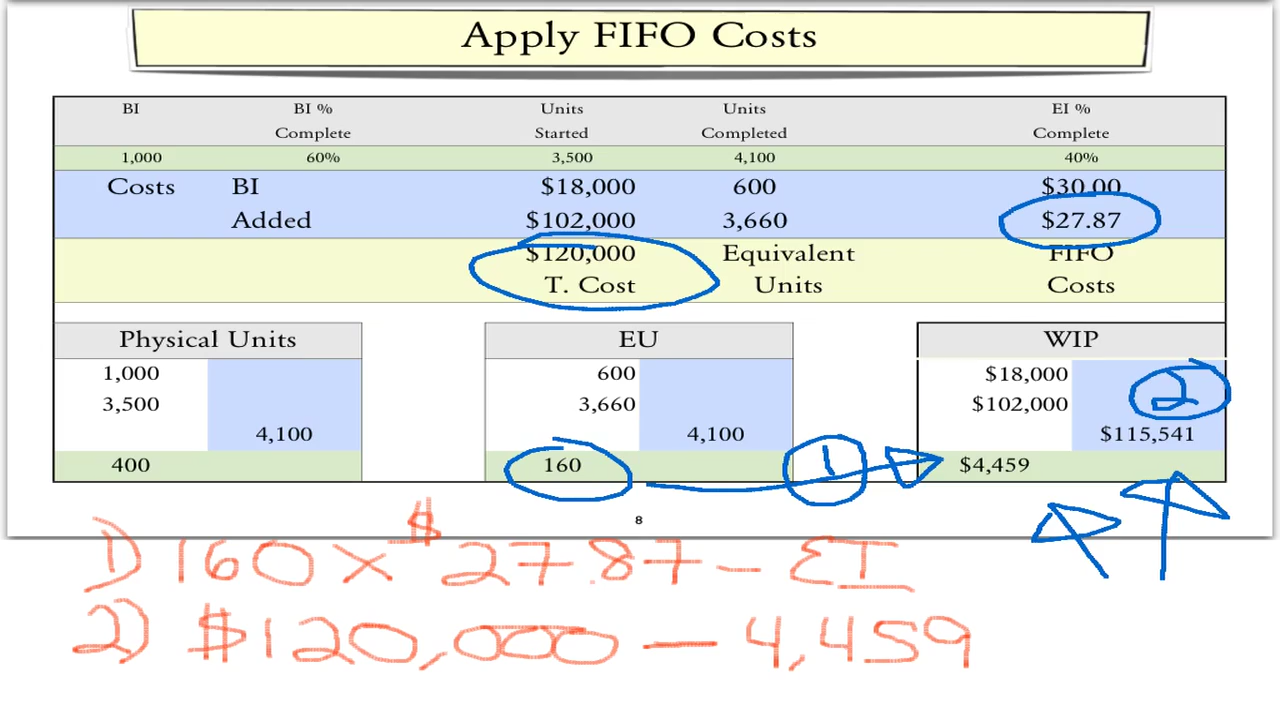 Apply FIFO Costs
BI BI % Units Units EI %
Complete Started Completed Complete
1,000 60% 3,500 4,100 40%
Costs BI $18,000 600 $30.00
Added $102,000 3,660 $27.87
$120,000 Equivalent FIFO
T. Cost Units Costs
Physical Units EU WIP
1,000 600 $18,000 2
3,500 3,660 $102,000
4,100 4,100 $115,541
400 160 1 $4,459
8
1) 160 X $27.87 - EI
2) $120,000 - 4,459